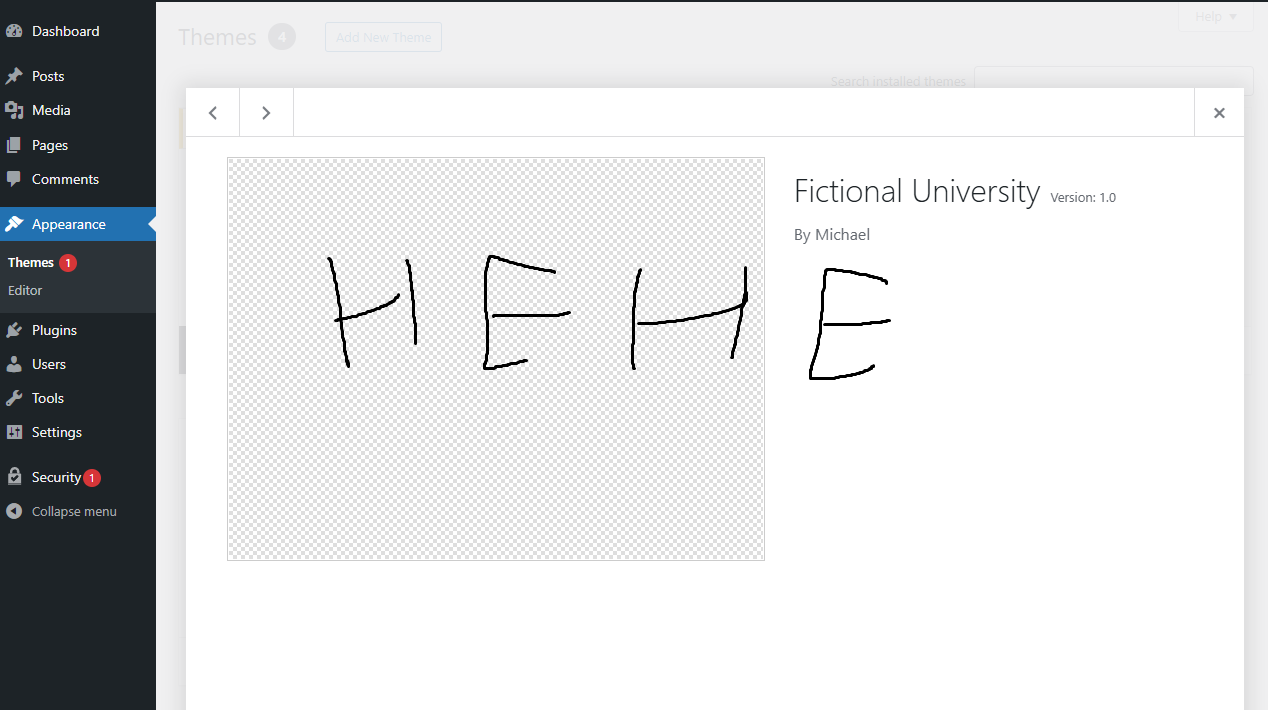 Dashboard
Posts
Media
Pages
Comments
Appearance
Themes 1
Editor
Plugins
Users
Tools
Settings
Security 1
Collapse menu
Themes 4 Add New Theme
Help
Search installed themes
Fictional University Version: 1.0
By Michael
HEHE